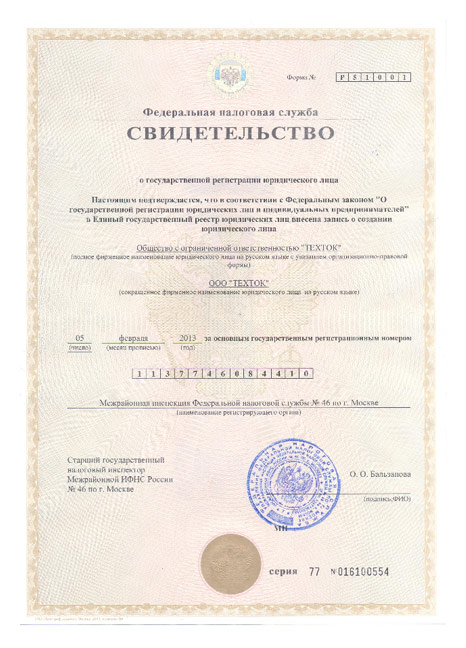 Форма №
Р 5 1 0 0 1
Федеральная налоговая служба
СВИДЕТЕЛЬСТВО
о государственной регистрации юридического лица
Настоящим подтверждается, что в соответствии с Федеральным законом "О
государственной регистрации юридических лиц и индивидуальных предпринимателей"
в Единый государственный реестр юридических лиц внесена запись о создании
юридического лица
Общество с ограниченной ответственностью "ТЕХТОК"
(полное фирменное наименование юридического лица на русском языке с указанием организационно-правовой
формы)
ООО "ТЕХТОК"
(сокращённое фирменное наименование юридического лица на русском языке)
05 февраля 2013 за основным государственным регистрационным номером
(число) (месяц прописью) (год)
1 1 3 7 7 4 6 0 8 4 4 1 0
Межрайонная инспекция Федеральной налоговой службы № 46 по г. Москве
(наименование регистрирующего органа)
Старший государственный
налоговый инспектор
Межрайонной ИФНС России
№ 46 по г. Москве
О. О. Бальзанова
(подпись, ФИО)
МП
серия 77 №016100554